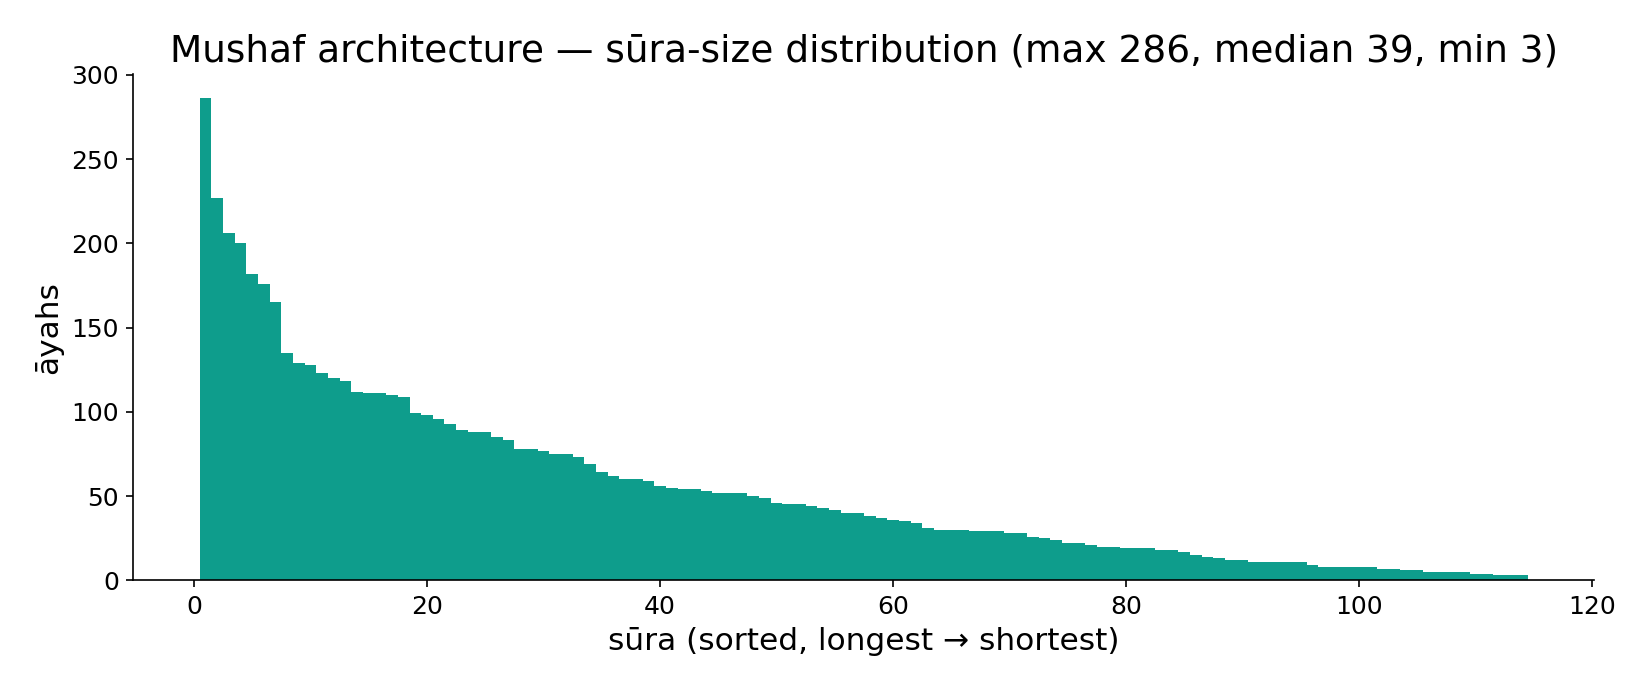 Mushaf architecture — sūra-size distribution (max 286, median 39, min 3)
300
250
200
150
100
50
0
āyahs
0 20 40 60 80 100 120
sūra (sorted, longest → shortest)